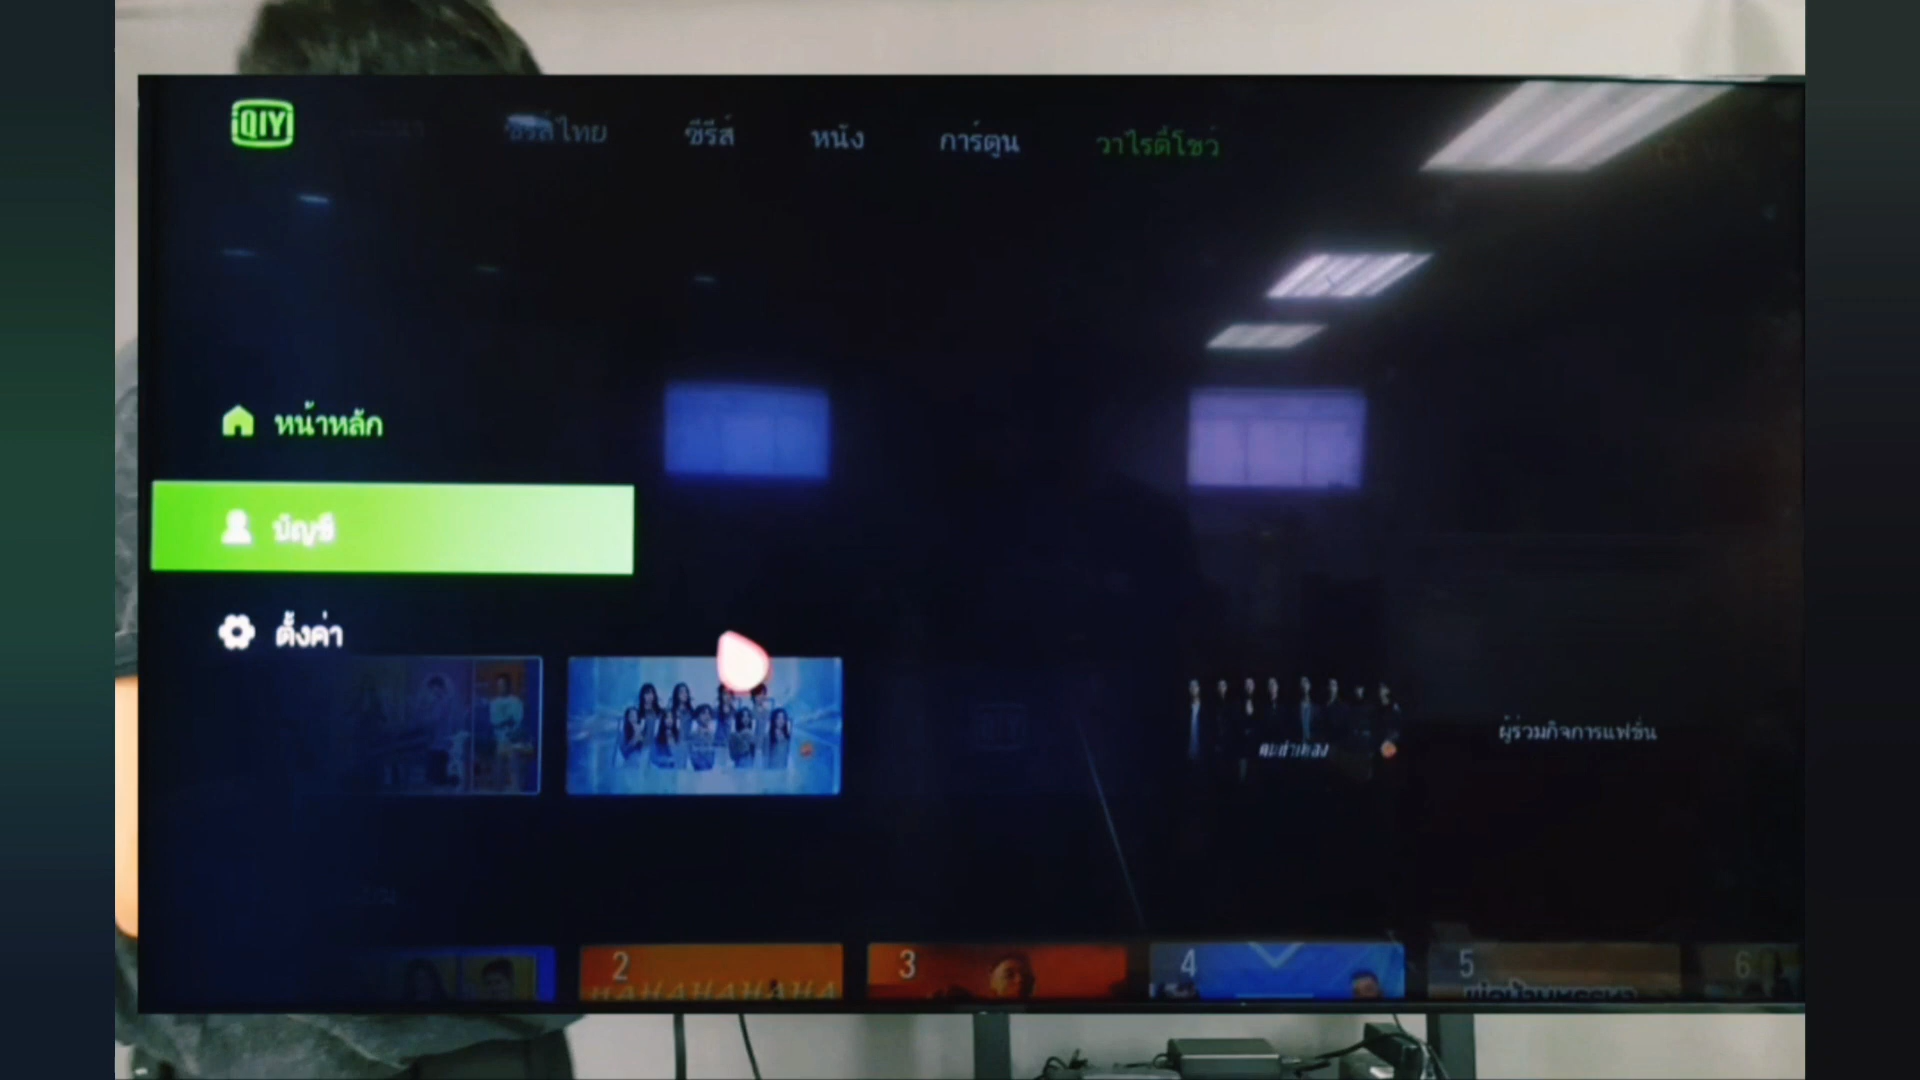 iQIY
ซีรีส์ไทย
ซีรีส์
หนัง
การ์ตูน
วาไรตี้โชว์
หน้าหลัก
บัญชี
ตั้งค่า
ผู้ร่วมกิจการแฟชั่น
2
3
4
5
6
HAHAHAHAHA